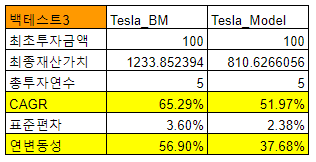 백테스트3 Tesla_BM Tesla_Model
최초투자금액 100 100
최종재산가치 1233.852394 810.6266056
총투자연수 5 5
CAGR 65.29% 51.97%
표준편차 3.60% 2.38%
연변동성 56.90% 37.68%